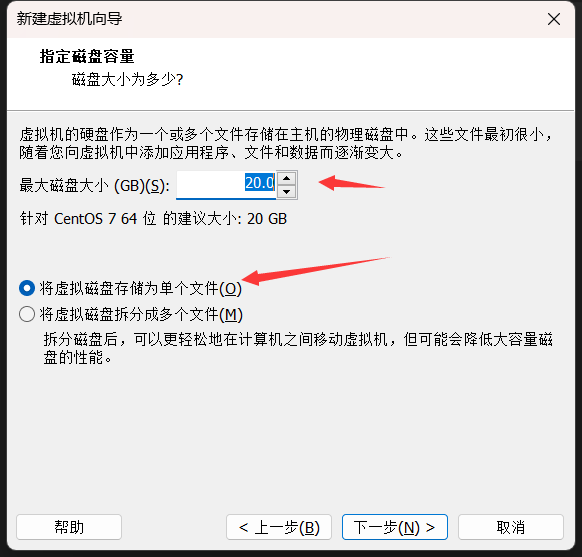 新建虚拟机向导
指定磁盘容量
磁盘大小为多少?
虚拟机的硬盘作为一个或多个文件存储在主机的物理磁盘中。这些文件最初很小，
随着您向虚拟机中添加应用程序、文件和数据而逐渐变大。
最大磁盘大小 (GB)(S): 20.0
针对 CentOS 7 64 位 的建议大小: 20 GB
将虚拟磁盘存储为单个文件(O)
将虚拟磁盘拆分成多个文件(M)
拆分磁盘后，可以更轻松地在计算机之间移动虚拟机，但可能会降低大容量磁
盘的性能。
帮助 < 上一步(B) 下一步(N) > 取消